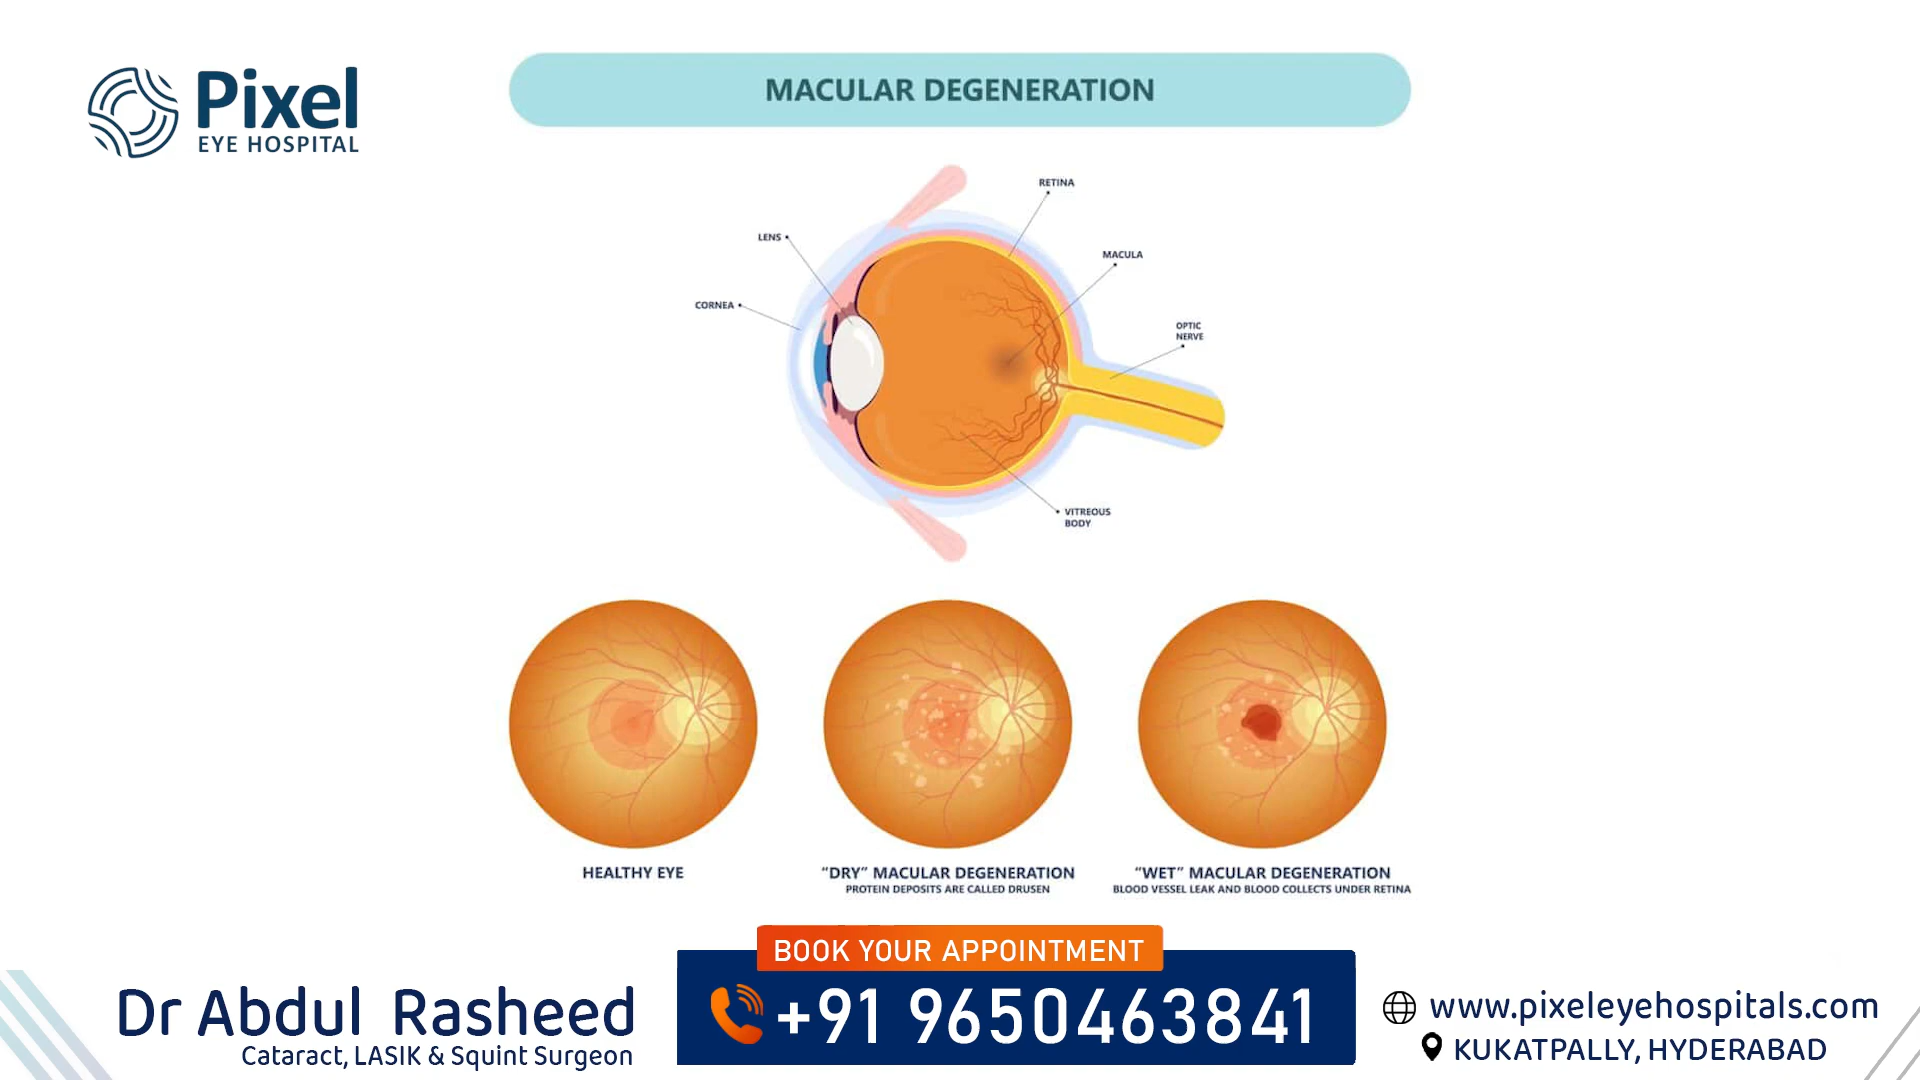 Pixel
EYE HOSPITAL
MACULAR DEGENERATION
RETINA
LENS
MACULA
CORNEA
OPTIC
NERVE
VITREOUS
BODY
HEALTHY EYE
“DRY” MACULAR DEGENERATION
PROTEIN DEPOSITS ARE CALLED DRUSEN
“WET” MACULAR DEGENERATION
BLOOD VESSEL LEAK AND BLOOD COLLECTS UNDER RETINA
BOOK YOUR APPOINTMENT
+91 9650463841
Dr Abdul Rasheed
Cataract, LASIK & Squint Surgeon
www.pixeleyehospitals.com
KUKATPALLY, HYDERABAD